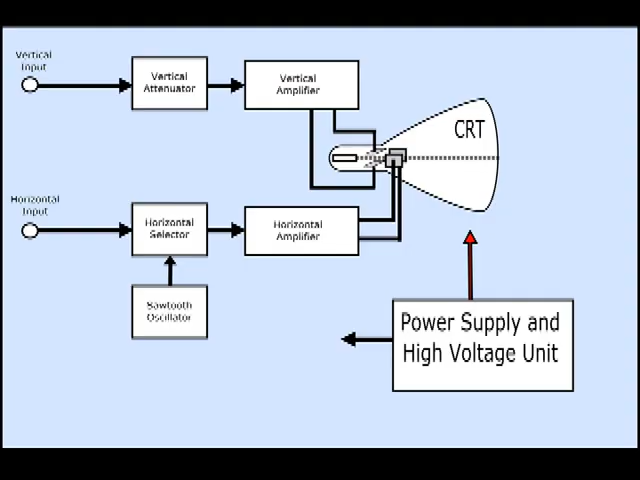 Vertical
Input
Vertical
Attenuator
Vertical
Amplifier
CRT
Horizontal
Input
Horizontal
Selector
Horizontal
Amplifier
Sawtooth
Oscillator
Power Supply and
High Voltage Unit